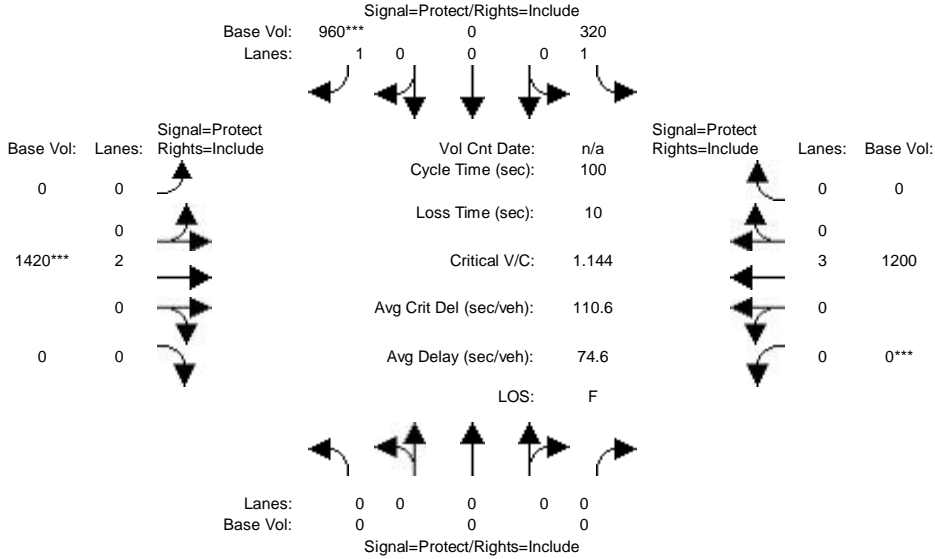 Signal=Protect/Rights=Include
Base Vol: 960*** 0 320
Lanes: 1 0 0 0 1
Signal=Protect
Base Vol: Lanes: Rights=Include
Vol Cnt Date: n/a
Cycle Time (sec): 100
Signal=Protect
Rights=Include Lanes: Base Vol:
0 0
0 0
Loss Time (sec): 10
0
0
1420*** 2
Critical V/C: 1.144
3 1200
0
Avg Crit Del (sec/veh): 110.6
0
0 0
Avg Delay (sec/veh): 74.6
0 0***
LOS: F
Lanes: 0 0 0 0 0
Base Vol: 0 0 0
Signal=Protect/Rights=Include